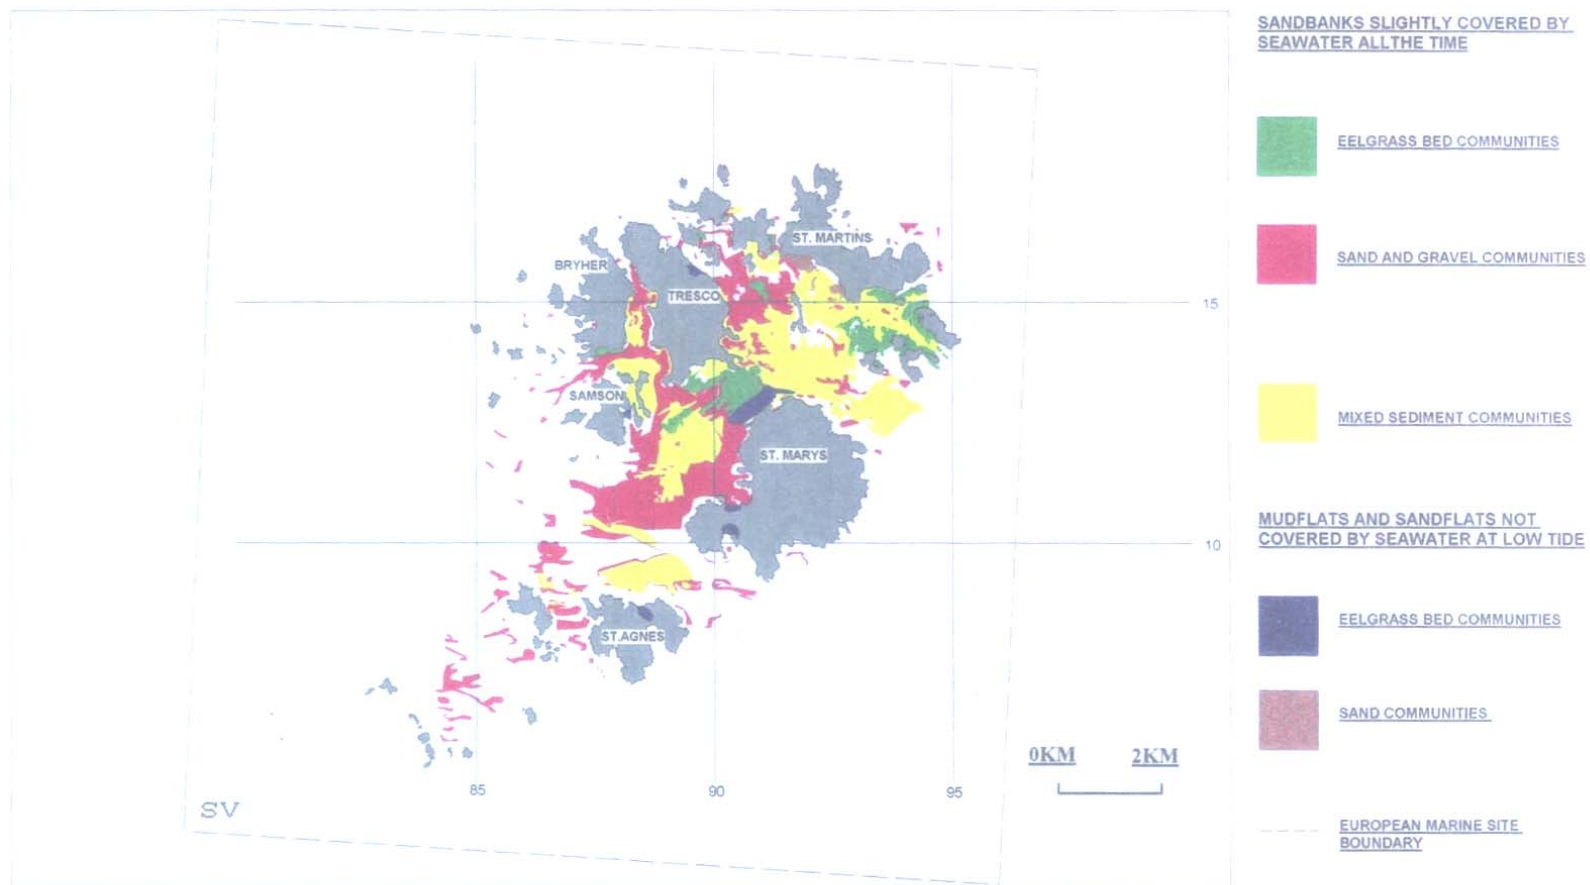 SANDBANKS SLIGHTLY COVERED BY
SEAWATER ALLTHE TIME
EELGRASS BED COMMUNITIES
SAND AND GRAVEL COMMUNITIES
MIXED SEDIMENT COMMUNITIES
MUDFLATS AND SANDFLATS NOT
COVERED BY SEAWATER AT LOW TIDE
EELGRASS BED COMMUNITIES
SAND COMMUNITIES
EUROPEAN MARINE SITE
BOUNDARY
ST. MARTINS
BRYHER
TRESCO
15
SAMSON
ST. MARYS
10
ST.AGNES
0KM 2KM
85 90 95
SV